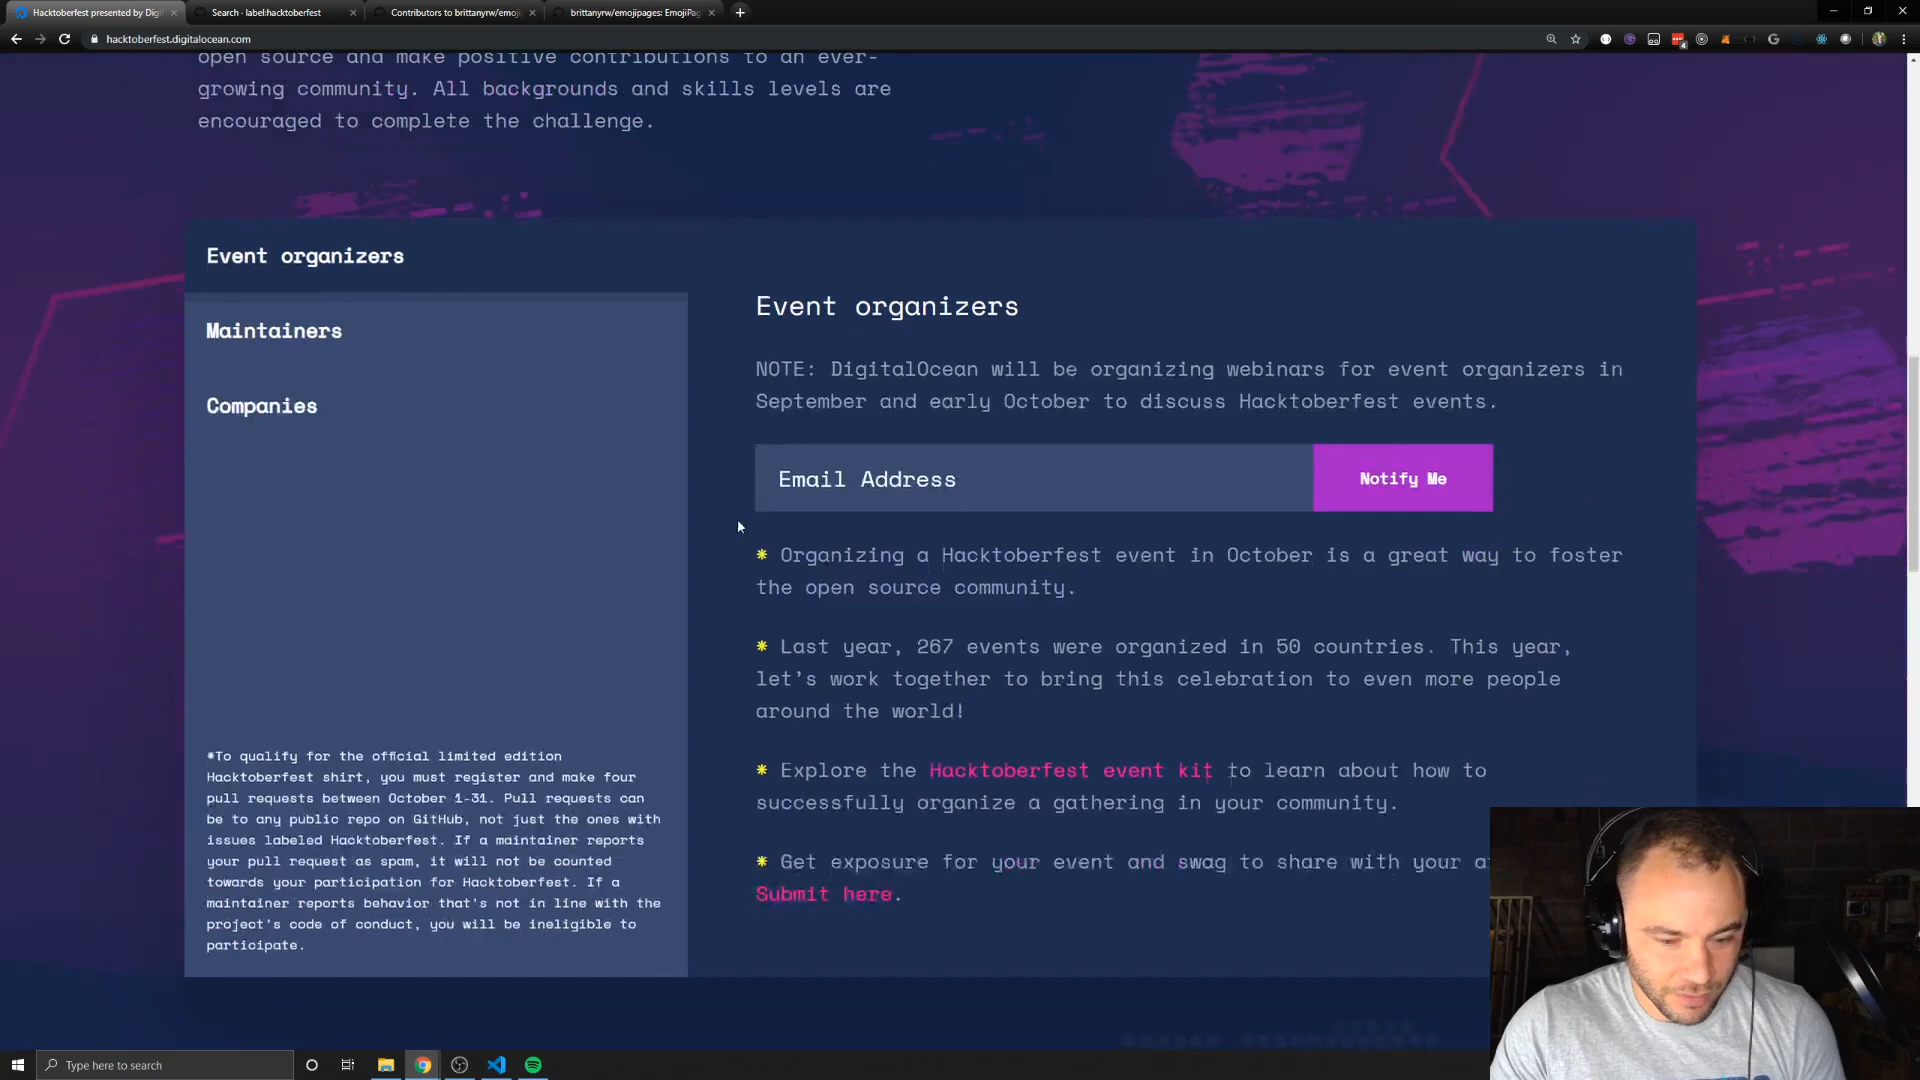 Hacktoberfest presented by Digi
Search · label:hacktoberfest
Contributors to brittanyrw/emoji
brittanyrw/emojipages: EmojiPag
hacktoberfest.digitalocean.com
open source and make positive contributions to an ever-
growing community. All backgrounds and skills levels are
encouraged to complete the challenge.
Event organizers
Maintainers
Companies
*To qualify for the official limited edition
Hacktoberfest shirt, you must register and make four
pull requests between October 1-31. Pull requests can
be to any public repo on GitHub, not just the ones with
issues labeled Hacktoberfest. If a maintainer reports
your pull request as spam, it will not be counted
towards your participation for Hacktoberfest. If a
maintainer reports behavior that's not in line with the
project's code of conduct, you will be ineligible to
participate.
Event organizers
NOTE: DigitalOcean will be organizing webinars for event organizers in
September and early October to discuss Hacktoberfest events.
Email Address
Notify Me
* Organizing a Hacktoberfest event in October is a great way to foster
the open source community.
* Last year, 267 events were organized in 50 countries. This year,
let's work together to bring this celebration to even more people
around the world!
* Explore the Hacktoberfest event kit to learn about how to
successfully organize a gathering in your community.
* Get exposure for your event and swag to share with your
Submit here.
Type here to search